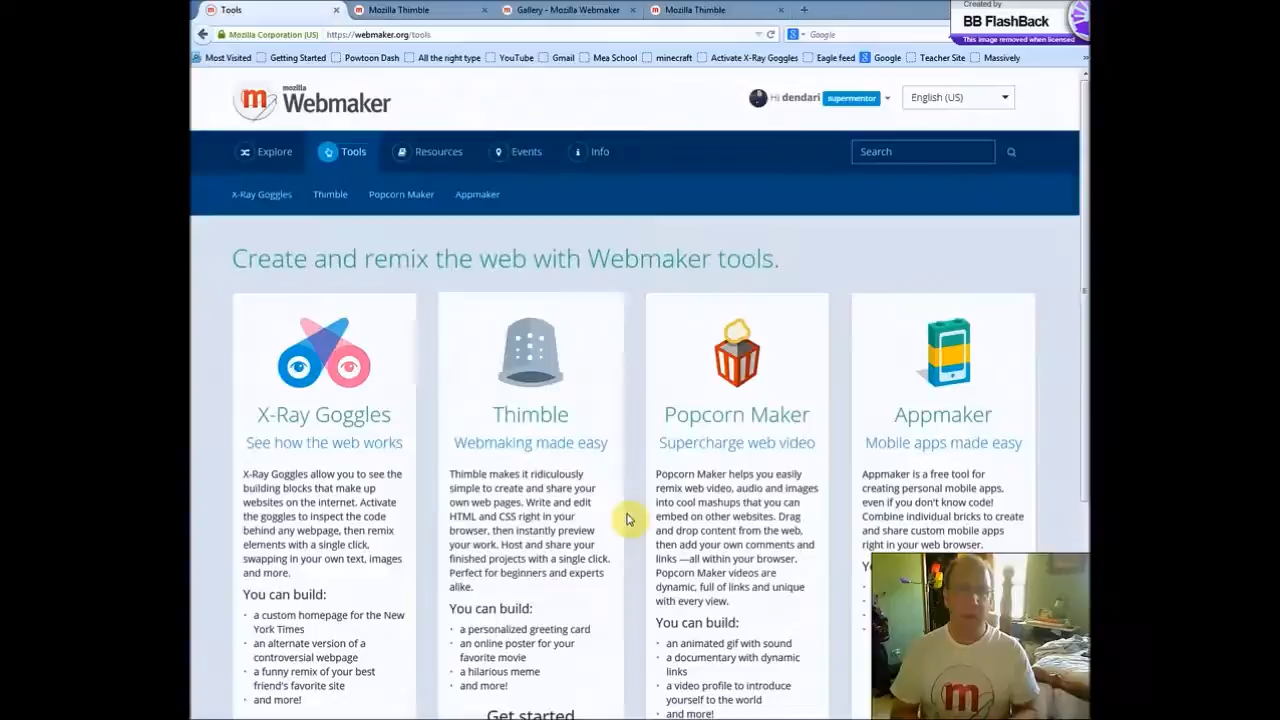 Tools
Mozilla Thimble
Gallery - Mozilla Webmaker
Mozilla Thimble
Created by
BB FlashBack
This image removed when licensed
Mozilla Corporation (US)
https://webmaker.org/tools
Google
Most Visited
Getting Started
Powtoon Dash
All the right type
YouTube
Gmail
Mea School
minecraft
Activate X-Ray Goggles
Eagle feed
Google
Teacher Site
Massively
mozilla
Webmaker
Hi dendari
supermentor
English (US)
Explore
Tools
Resources
Events
Info
Search
X-Ray Goggles
Thimble
Popcorn Maker
Appmaker
Create and remix the web with Webmaker tools.
X-Ray Goggles
See how the web works
X-Ray Goggles allow you to see the
building blocks that make up
websites on the internet. Activate
the goggles to inspect the code
behind any webpage, then remix
elements with a single click,
swapping in your own text, images
and more.
You can build:
· a custom homepage for the New
York Times
· an alternate version of a
controversial webpage
· a funny remix of your best
friend's favorite site
· and more!
Thimble
Webmaking made easy
Thimble makes it ridiculously
simple to create and share your
own web pages. Write and edit
HTML and CSS right in your
browser, then instantly preview
your work. Host and share your
finished projects with a single click.
Perfect for beginners and experts
alike.
You can build:
· a personalized greeting card
· an online poster for your
favorite movie
· a hilarious meme
· and more!
Get started
Popcorn Maker
Supercharge web video
Popcorn Maker helps you easily
remix web video, audio and images
into cool mashups that you can
embed on other websites. Drag
and drop content from the web,
then add your own comments and
links —all within your browser.
Popcorn Maker videos are
dynamic, full of links and unique
with every view.
You can build:
· an animated gif with sound
· a documentary with dynamic
links
· a video profile to introduce
yourself to the world
· and more!
Appmaker
Mobile apps made easy
Appmaker is a free tool for
creating personal mobile apps,
even if you don't know code!
Combine individual bricks to create
and share custom mobile apps
right in your web browser.
m